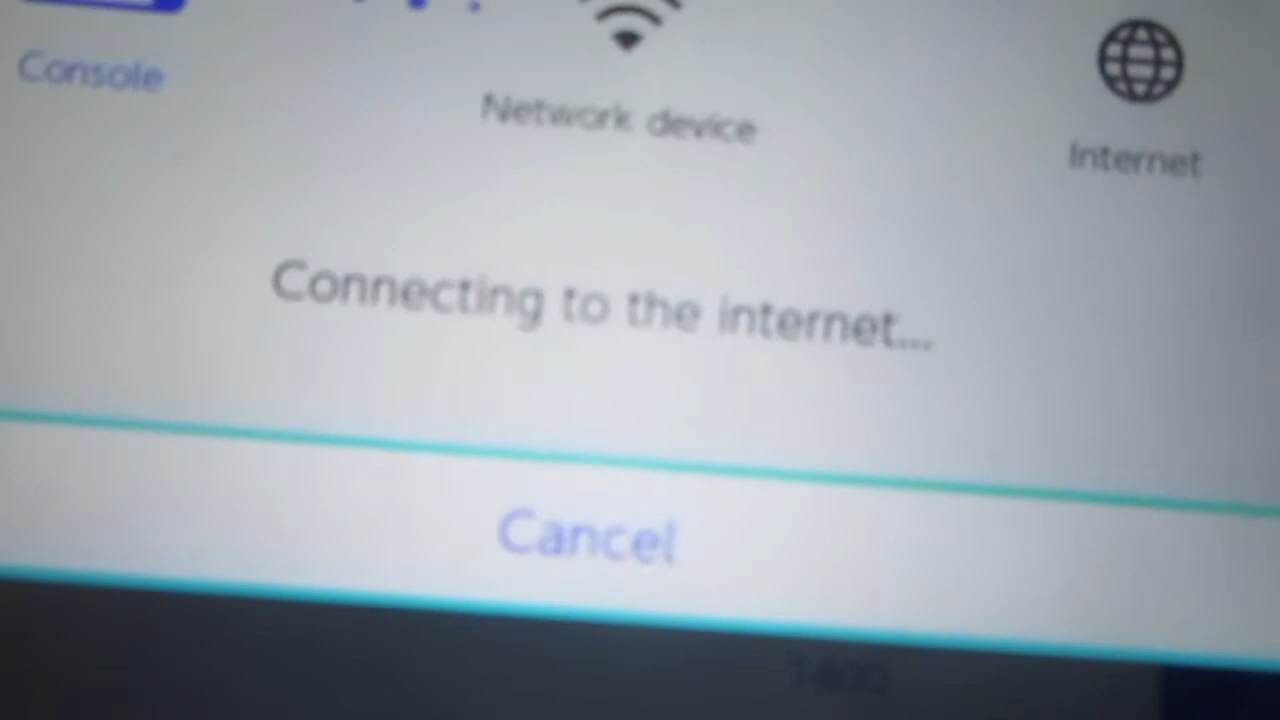 Console
Network device
Internet
Connecting to the internet...
Cancel